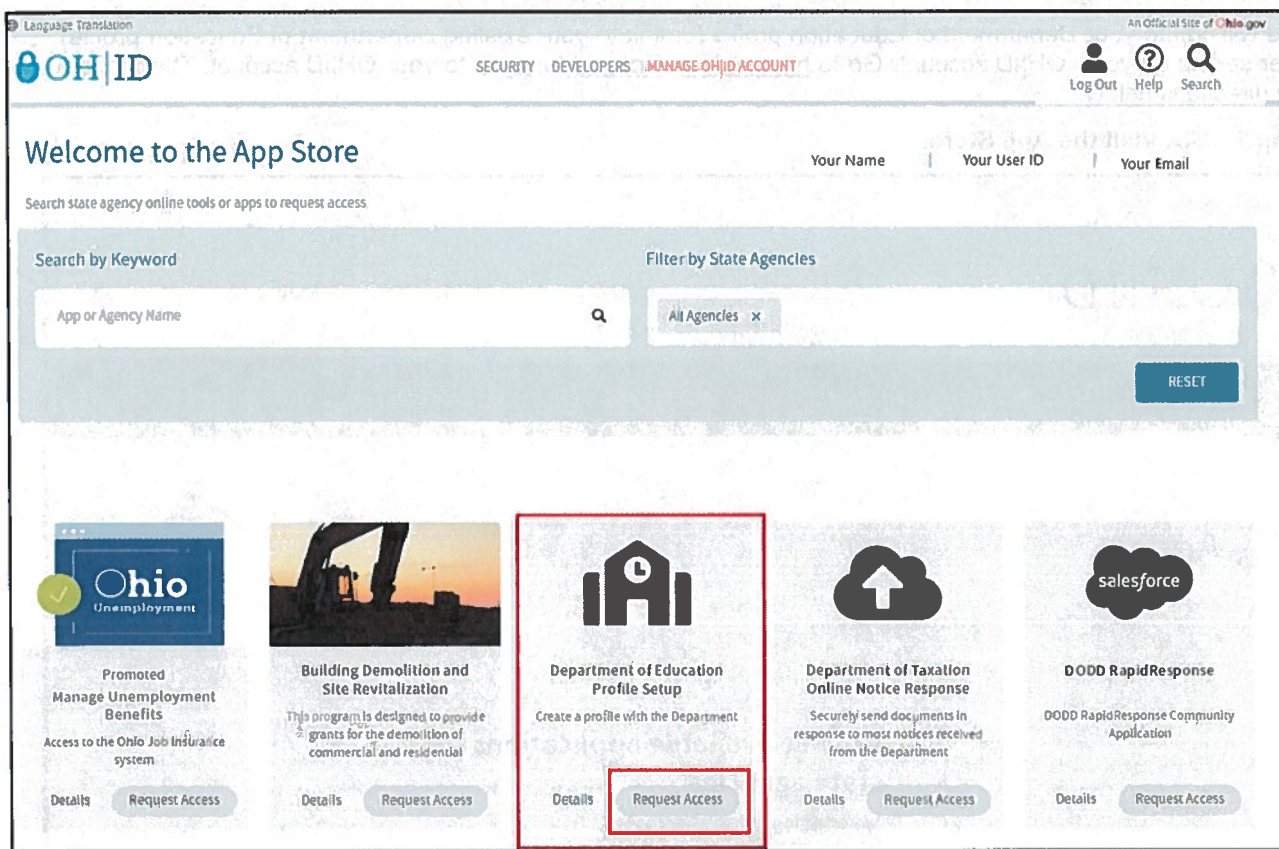 Language Translation
An Official Site of Ohio.gov
OH|ID
SECURITY DEVELOPERS MANAGE OH|ID ACCOUNT
Log Out Help Search
Welcome to the App Store
Your Name | Your User ID | Your Email
Search state agency online tools or apps to request access
Search by Keyword
Filter by State Agencies
App or Agency Name
All Agencies ×
RESET
Ohio
Unemployment
Promoted
Manage Unemployment
Benefits
Access to the Ohio Job Insurance
system
Details Request Access
Building Demolition and
Site Revitalization
This program is designed to provide
grants for the demolition of
commercial and residential
Details Request Access
Department of Education
Profile Setup
Create a profile with the Department
Details Request Access
Department of Taxation
Online Notice Response
Securely send documents in
response to most notices received
from the Department
Details Request Access
salesforce
DODD RapidResponse
DODD RapidResponse Community
Application
Details Request Access